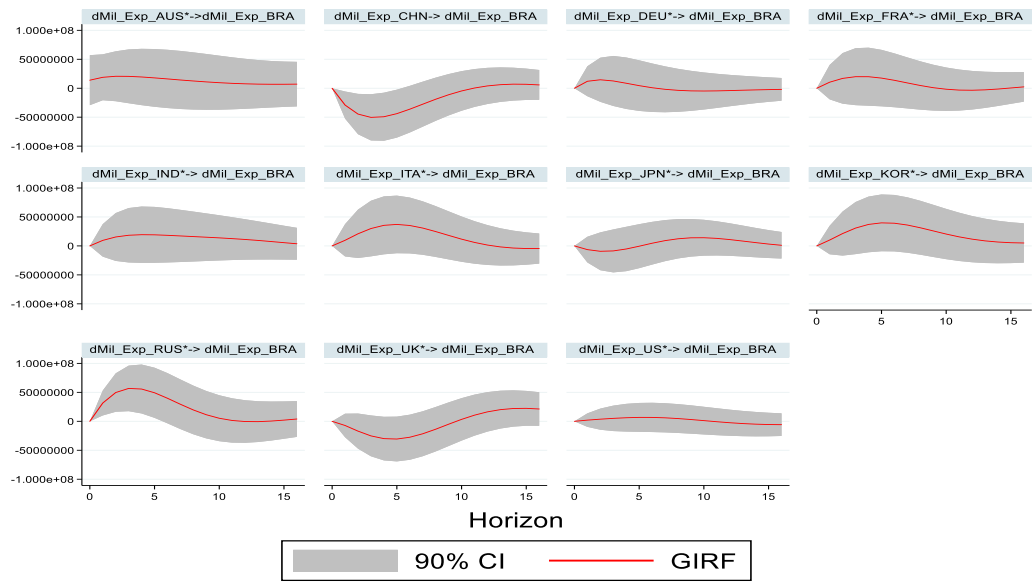 dMil_Exp_AUS*->dMil_Exp_BRA
dMil_Exp_CHN-> dMil_Exp_BRA
dMil_Exp_DEU*-> dMil_Exp_BRA
dMil_Exp_FRA*-> dMil_Exp_BRA
1.000e+08
50000000
0
-50000000
-1.000e+08
dMil_Exp_IND*-> dMil_Exp_BRA
dMil_Exp_ITA*-> dMil_Exp_BRA
dMil_Exp_JPN*-> dMil_Exp_BRA
dMil_Exp_KOR*-> dMil_Exp_BRA
1.000e+08
50000000
0
-50000000
-1.000e+08
0 5 10 15
dMil_Exp_RUS*-> dMil_Exp_BRA
dMil_Exp_UK*-> dMil_Exp_BRA
dMil_Exp_US*-> dMil_Exp_BRA
1.000e+08
50000000
0
-50000000
-1.000e+08
0 5 10 15
0 5 10 15
0 5 10 15
Horizon
90% CI
GIRF